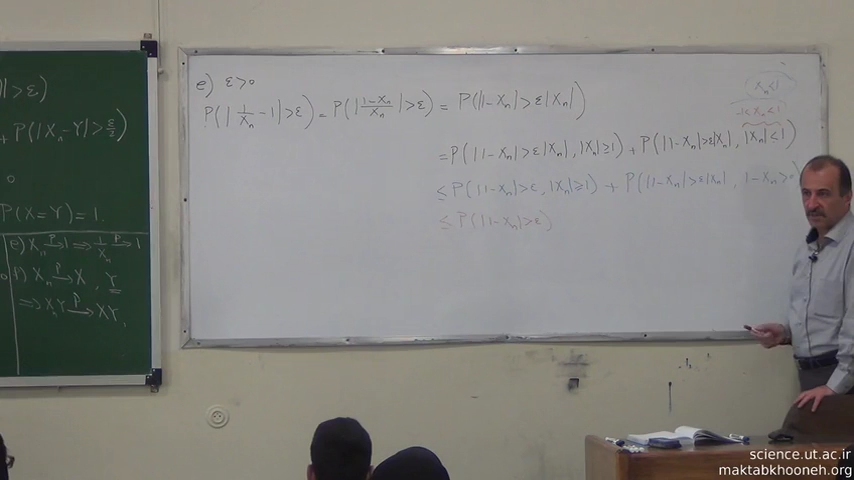 |>ε)
+ P(|Xn-Y|>ε/2)
0
P(X=Y)=1.
e) Xn →P 1 ⇒ 1/Xn →P 1
f) Xn →P X , Y
⇒ XnY →P XY,
e) ε>0
P(|1/Xn -1|>ε) = P(|(1-Xn)/Xn|>ε) = P(|1-Xn|>ε|Xn|)
Xn<1
-1<Xn<1
=P(|1-Xn|>ε|Xn|, |Xn|≥1) + P(|1-Xn|>ε|Xn|, |Xn|<1)
≤ P(|1-Xn|>ε, |Xn|≥1) + P(|1-Xn|>ε|Xn|, 1-Xn>0)
≤ P(|1-Xn|>ε)
science.ut.ac.ir
maktabkhooneh.org